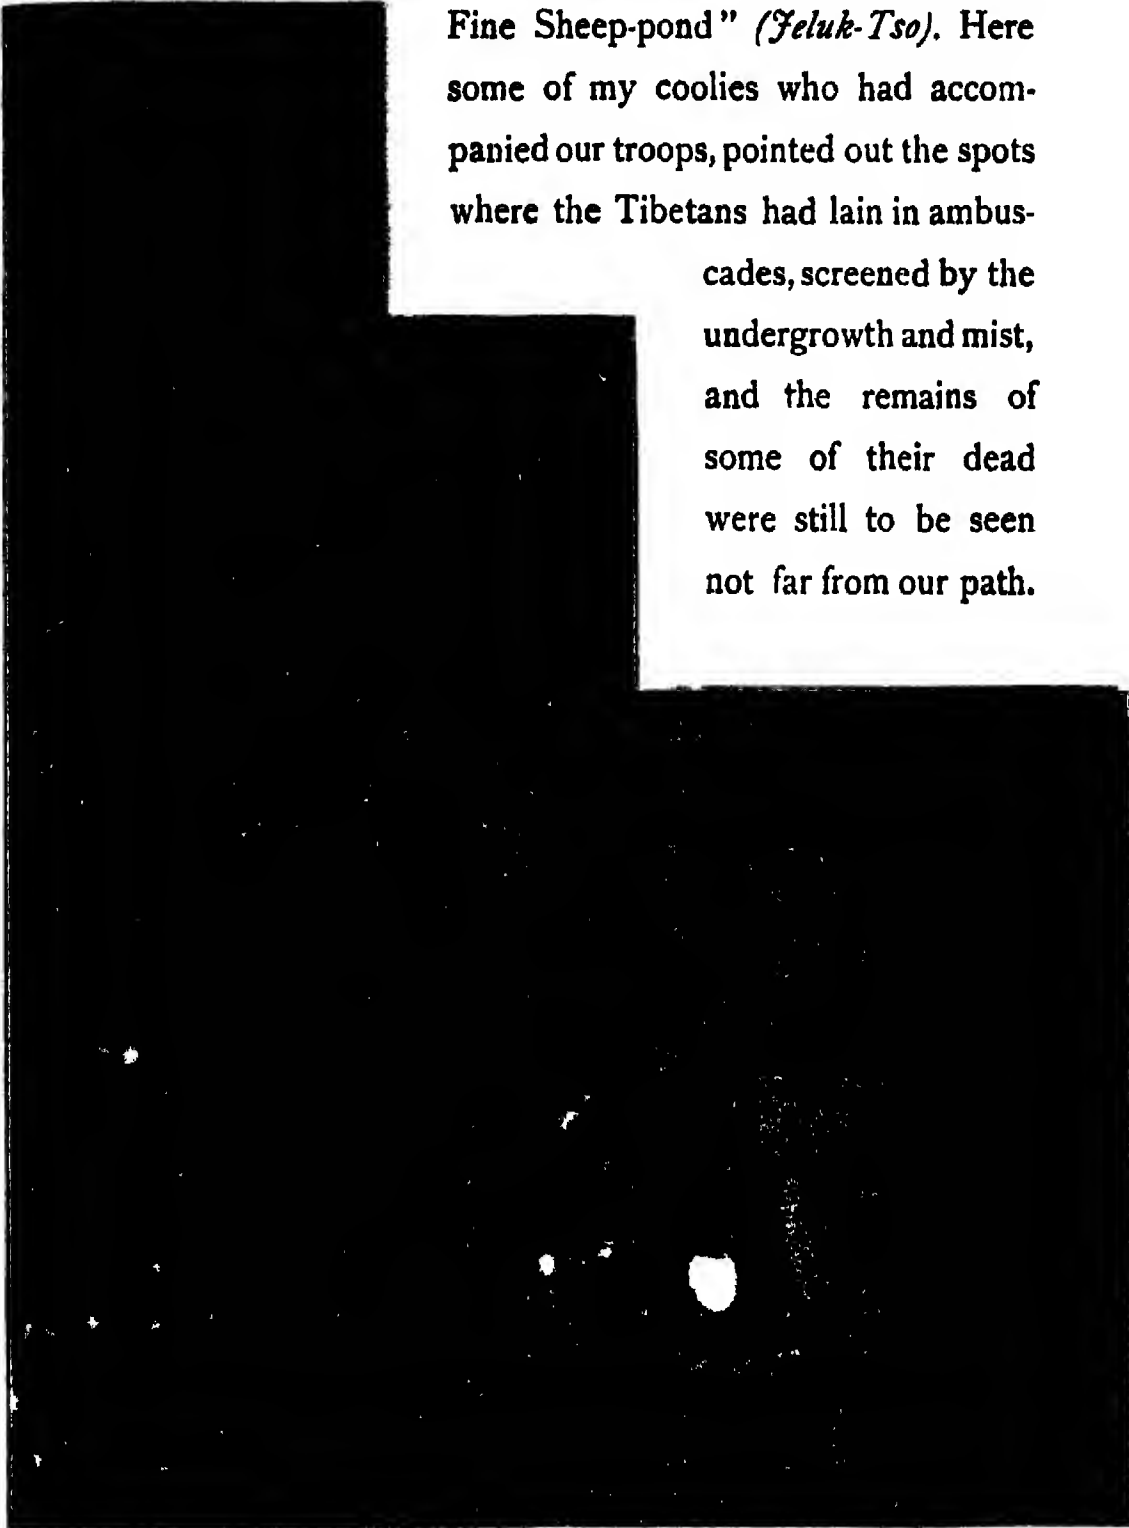 Fine Sheep-pond” (Jeluk-Tso). Here
some of my coolies who had accom-
panied our troops, pointed out the spots
where the Tibetans had lain in ambus-
cades, screened by the
undergrowth and mist,
and the remains of
some of their dead
were still to be seen
not far from our path.